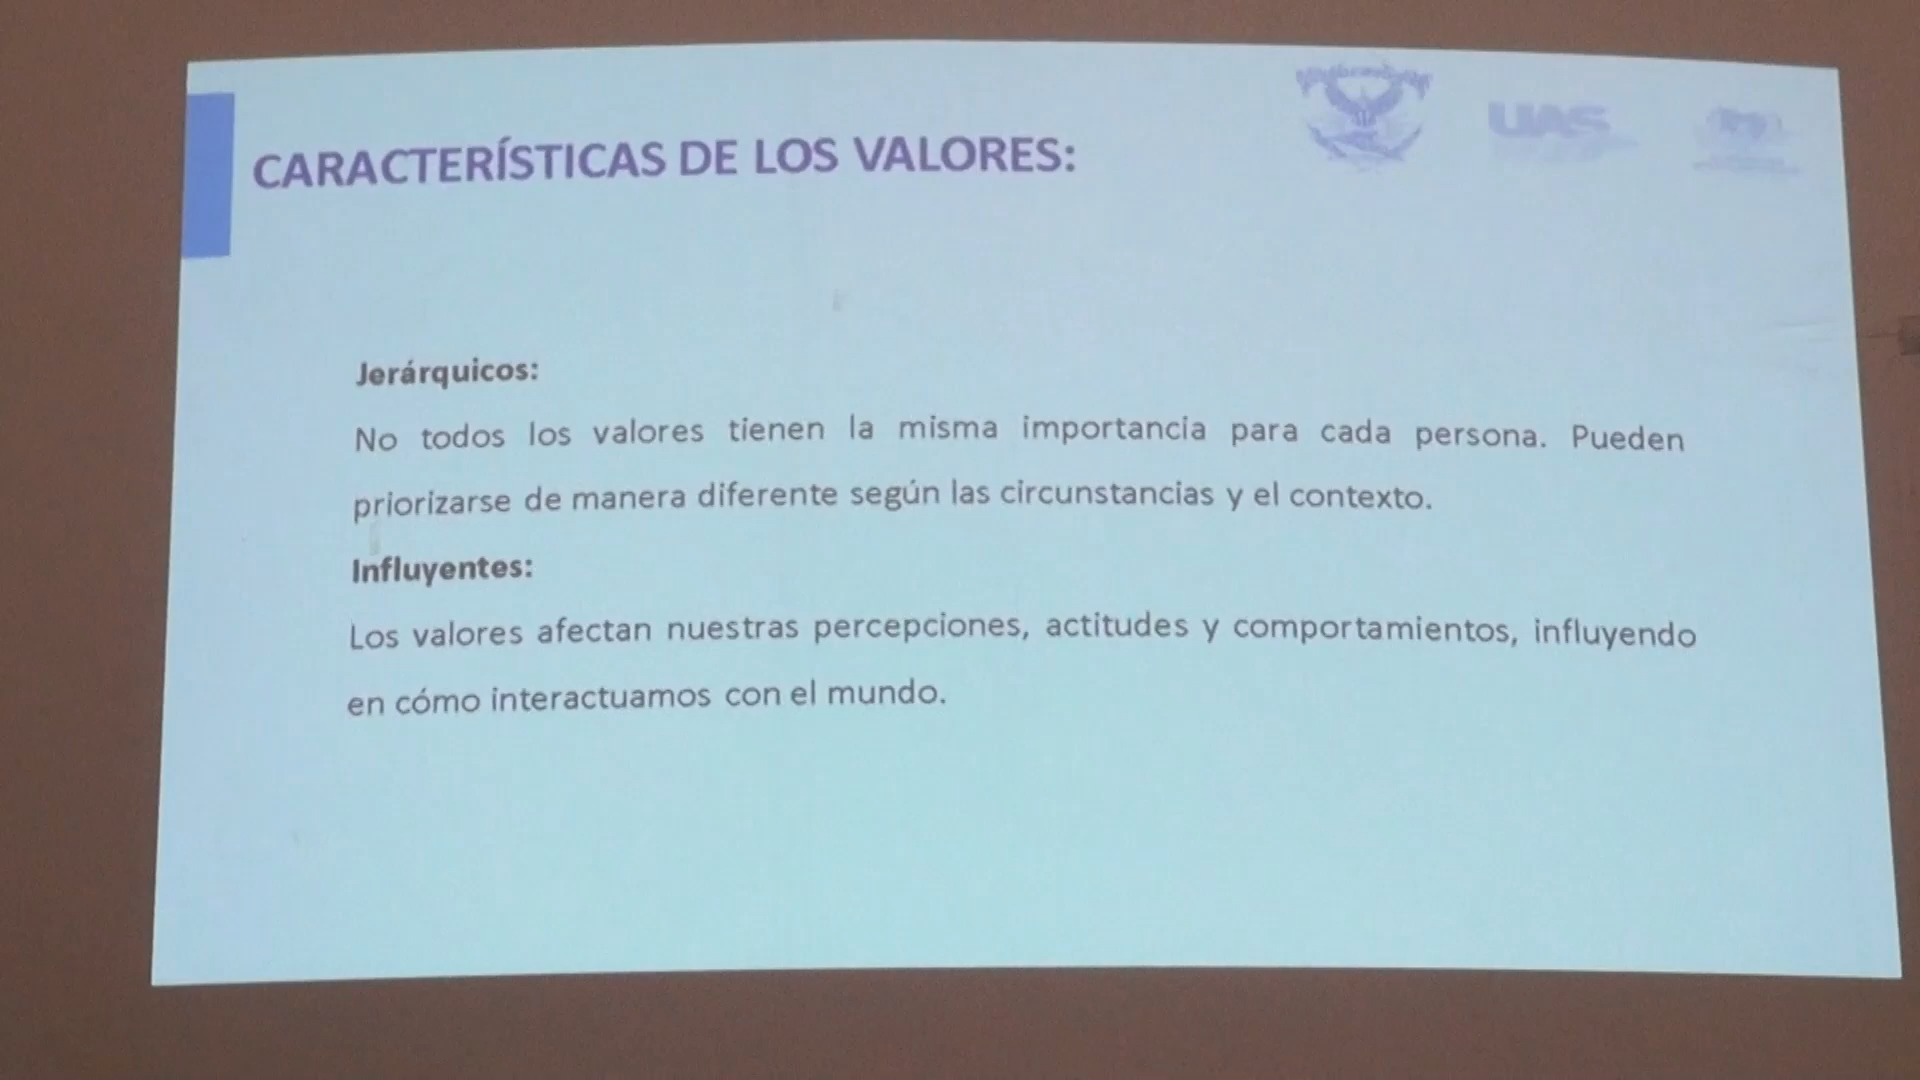 CARACTERÍSTICAS DE LOS VALORES:
UAS
Jerárquicos:
No todos los valores tienen la misma importancia para cada persona. Pueden
priorizarse de manera diferente según las circunstancias y el contexto.
Influyentes:
Los valores afectan nuestras percepciones, actitudes y comportamientos, influyendo
en cómo interactuamos con el mundo.